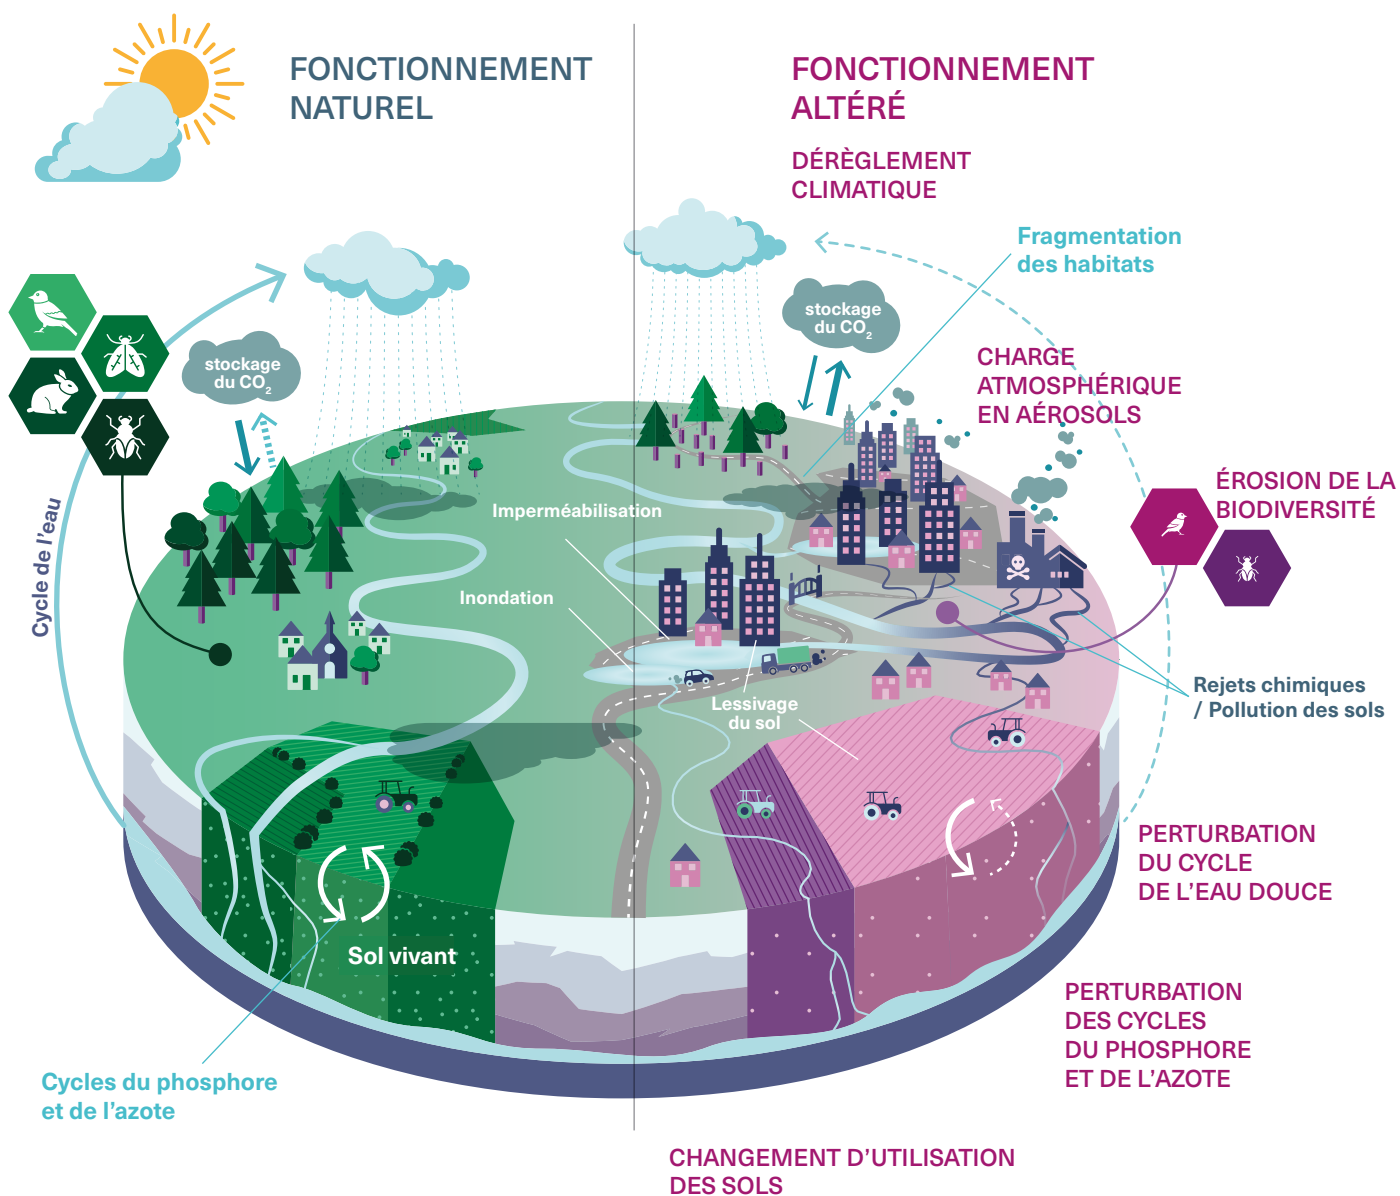 FONCTIONNEMENT
NATUREL
FONCTIONNEMENT
ALTÉRÉ
DÉRÈGLEMENT
CLIMATIQUE
Fragmentation
des habitats
stockage
du CO2
stockage
du CO2
CHARGE
ATMOSPHÉRIQUE
EN AÉROSOLS
ÉROSION DE LA
BIODIVERSITÉ
Cycle de l'eau
Imperméabilisation
Inondation
Rejets chimiques
/ Pollution des sols
Lessivage
du sol
PERTURBATION
DU CYCLE
DE L'EAU DOUCE
Sol vivant
PERTURBATION
DES CYCLES
DU PHOSPHORE
ET DE L'AZOTE
Cycles du phosphore
et de l'azote
CHANGEMENT D'UTILISATION
DES SOLS